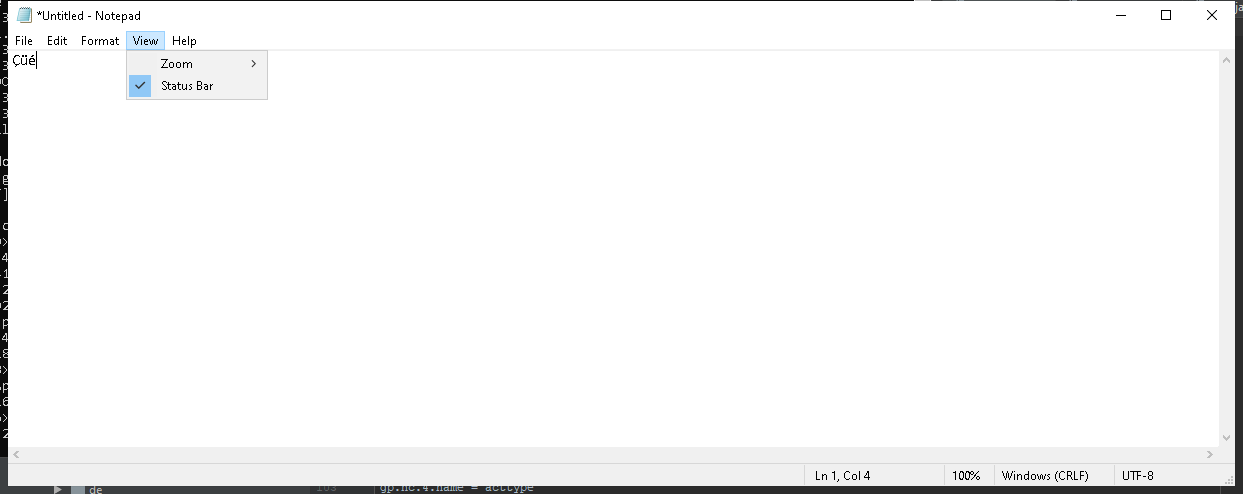 *Untitled - Notepad
File Edit Format View Help
Çüé
Zoom
Status Bar
Ln 1, Col 4
100%
Windows (CRLF)
UTF-8
de
103 gp.nc.4.name = acttype